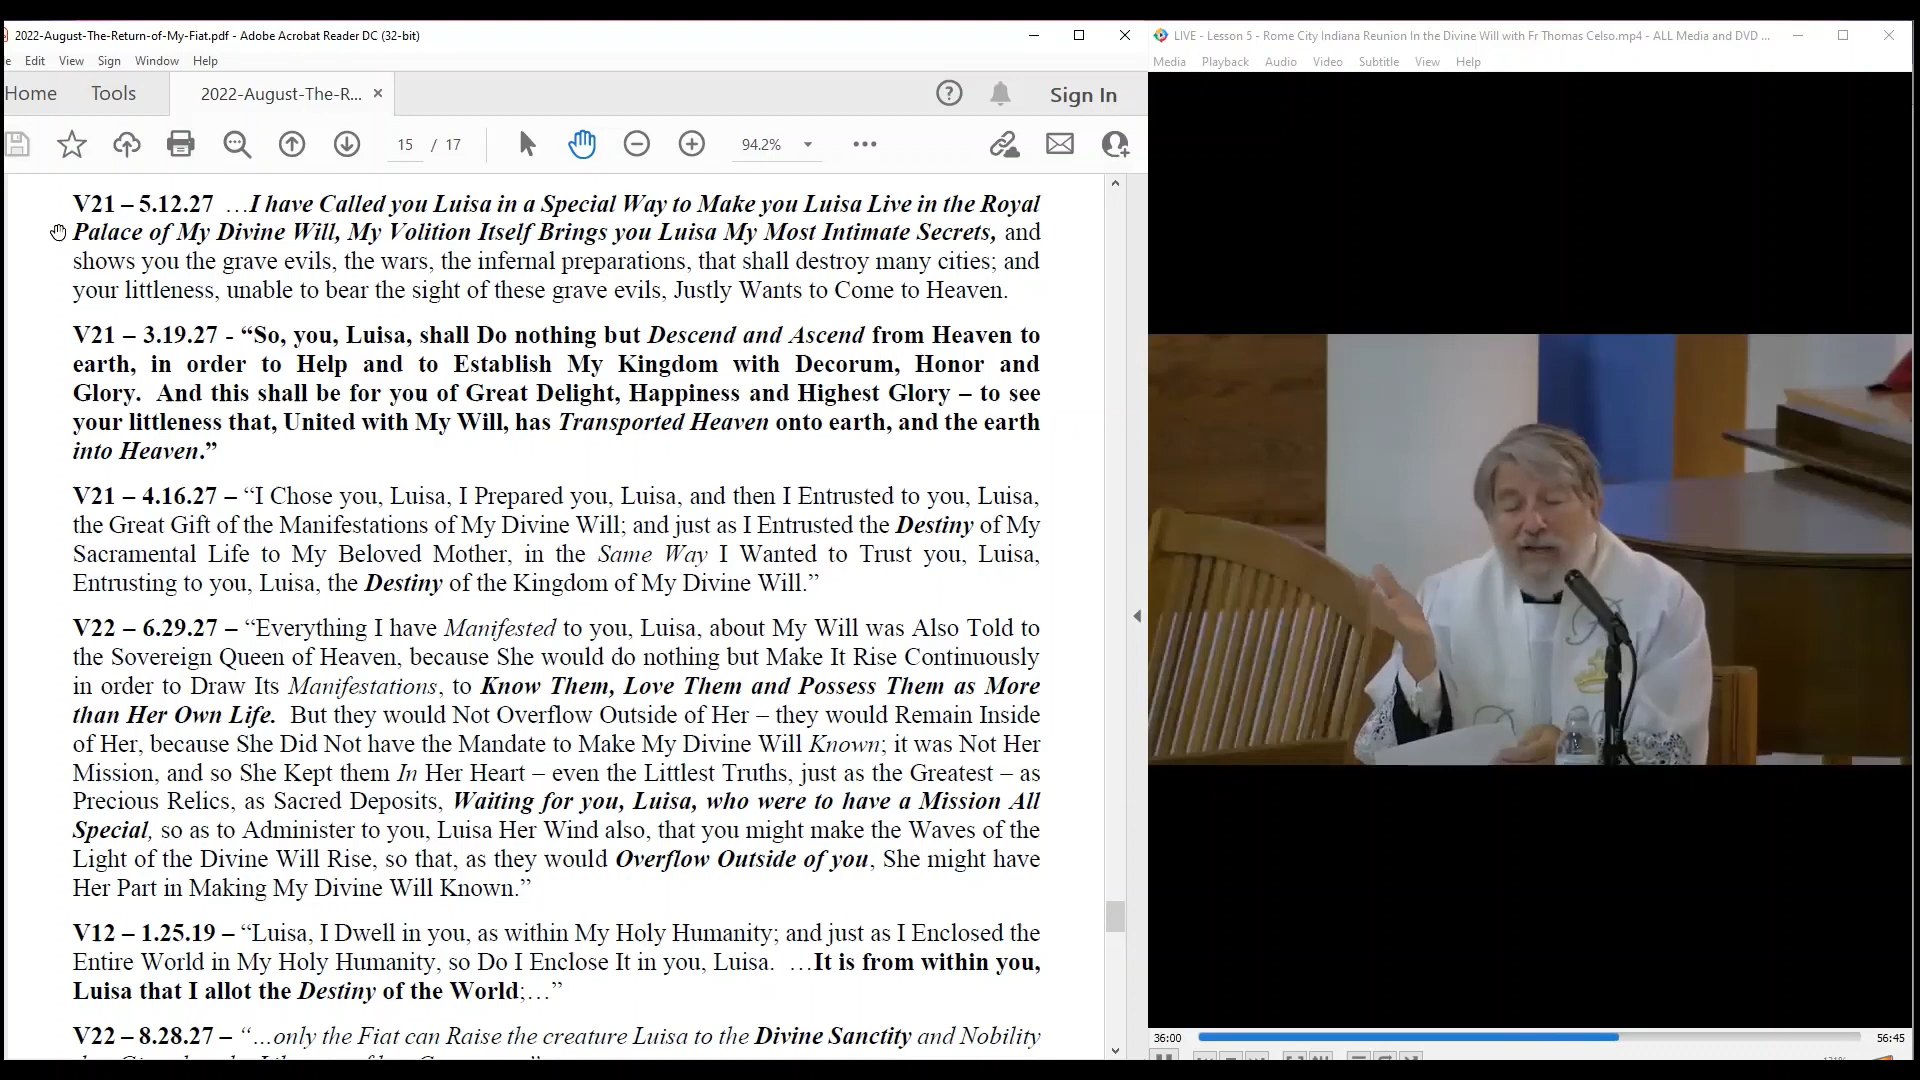 2022-August-The-Return-of-My-Fiat.pdf - Adobe Acrobat Reader DC (32-bit)
e Edit View Sign Window Help
Home Tools 2022-August-The-R... × Sign In
15 / 17 94.2%
V21 – 5.12.27 …I have Called you Luisa in a Special Way to Make you Luisa Live in the Royal
Palace of My Divine Will, My Volition Itself Brings you Luisa My Most Intimate Secrets, and
shows you the grave evils, the wars, the infernal preparations, that shall destroy many cities; and
your littleness, unable to bear the sight of these grave evils, Justly Wants to Come to Heaven.
V21 – 3.19.27 - “So, you, Luisa, shall Do nothing but Descend and Ascend from Heaven to
earth, in order to Help and to Establish My Kingdom with Decorum, Honor and
Glory. And this shall be for you of Great Delight, Happiness and Highest Glory – to see
your littleness that, United with My Will, has Transported Heaven onto earth, and the earth
into Heaven.”
V21 – 4.16.27 – “I Chose you, Luisa, I Prepared you, Luisa, and then I Entrusted to you, Luisa,
the Great Gift of the Manifestations of My Divine Will; and just as I Entrusted the Destiny of My
Sacramental Life to My Beloved Mother, in the Same Way I Wanted to Trust you, Luisa,
Entrusting to you, Luisa, the Destiny of the Kingdom of My Divine Will.”
V22 – 6.29.27 – “Everything I have Manifested to you, Luisa, about My Will was Also Told to
the Sovereign Queen of Heaven, because She would do nothing but Make It Rise Continuously
in order to Draw Its Manifestations, to Know Them, Love Them and Possess Them as More
than Her Own Life. But they would Not Overflow Outside of Her – they would Remain Inside
of Her, because She Did Not have the Mandate to Make My Divine Will Known; it was Not Her
Mission, and so She Kept them In Her Heart – even the Littlest Truths, just as the Greatest – as
Precious Relics, as Sacred Deposits, Waiting for you, Luisa, who were to have a Mission All
Special, so as to Administer to you, Luisa Her Wind also, that you might make the Waves of the
Light of the Divine Will Rise, so that, as they would Overflow Outside of you, She might have
Her Part in Making My Divine Will Known.”
V12 – 1.25.19 – “Luisa, I Dwell in you, as within My Holy Humanity; and just as I Enclosed the
Entire World in My Holy Humanity, so Do I Enclose It in you, Luisa. …It is from within you,
Luisa that I allot the Destiny of the World;…”
V22 – 8.28.27 – “…only the Fiat can Raise the creature Luisa to the Divine Sanctity and Nobility
LIVE - Lesson 5 - Rome City Indiana Reunion In the Divine Will with Fr Thomas Celso.mp4 - ALL Media and DVD ...
Media Playback Audio Video Subtitle View Help
36:00 56:45